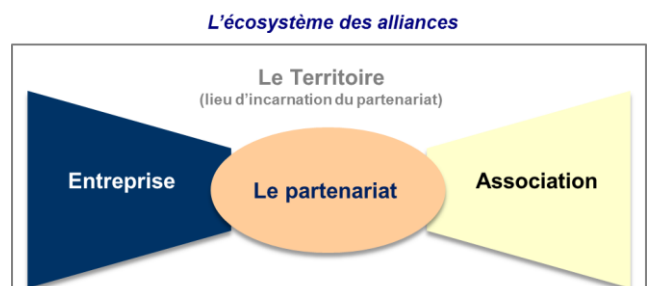 L'écosystème des alliances
Le Territoire
(lieu d'incarnation du partenariat)
Entreprise
Le partenariat
Association